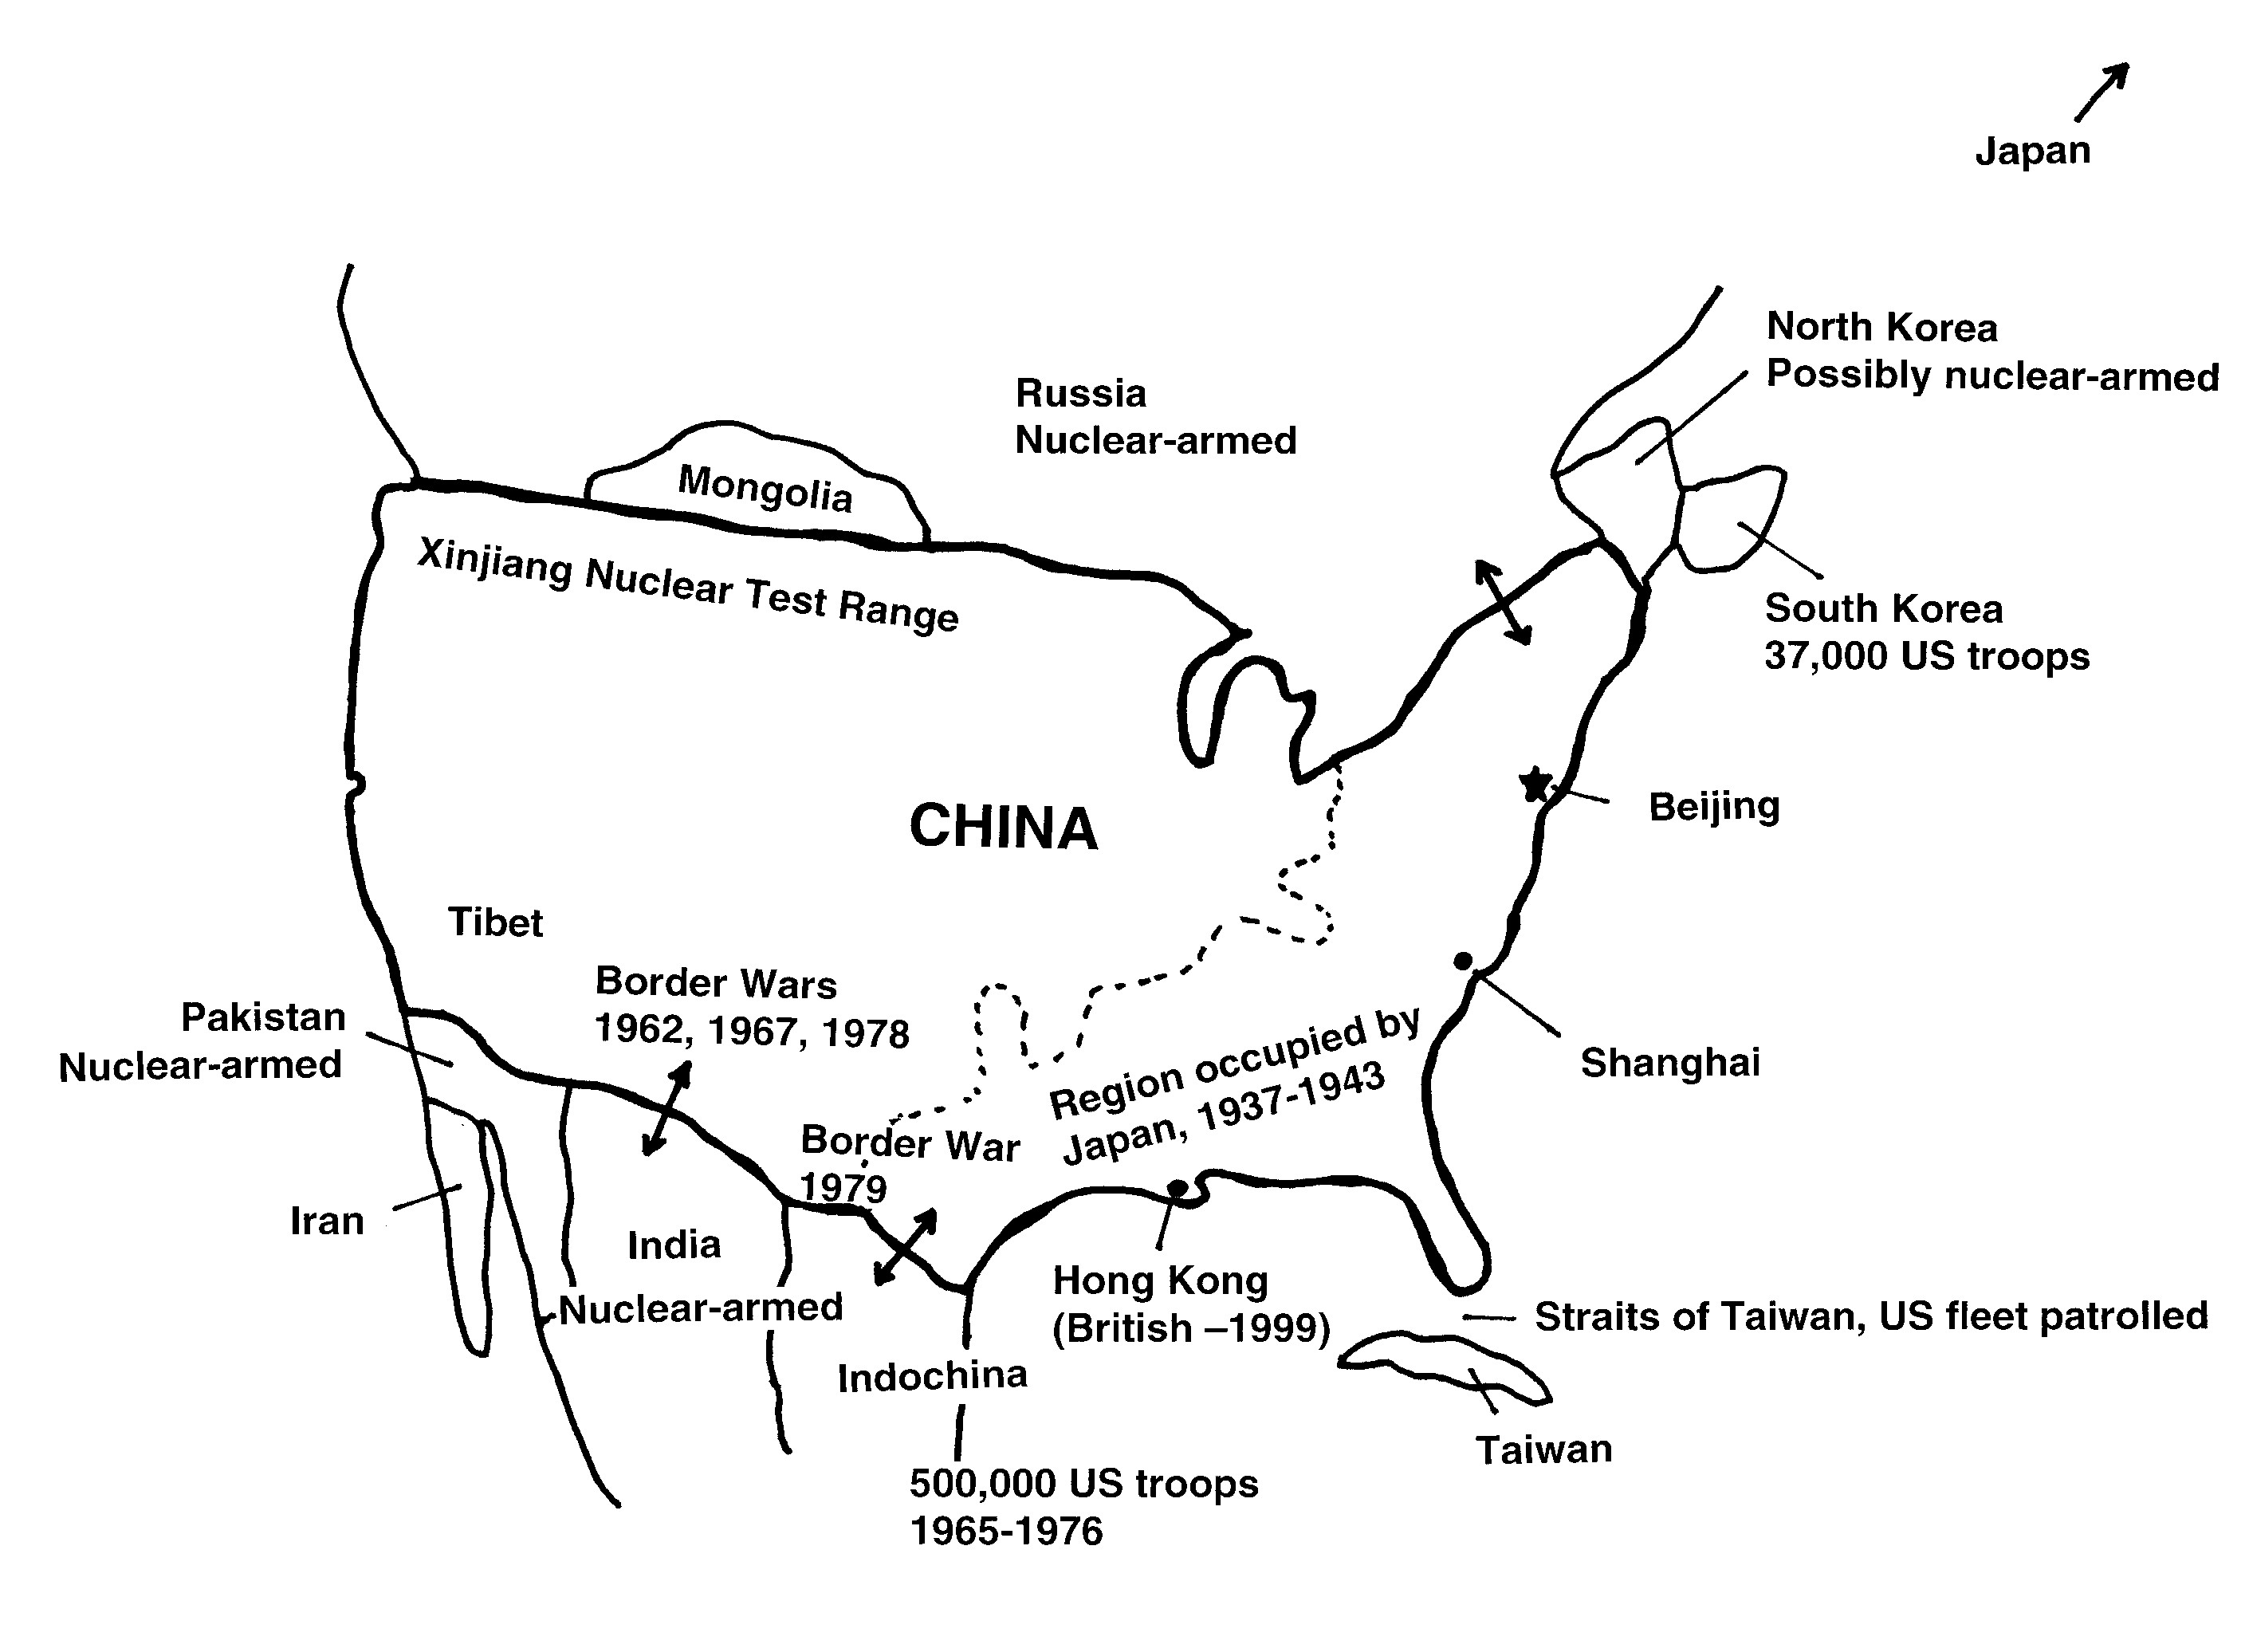 Japan
North Korea
Possibly nuclear-armed
Russia
Nuclear-armed
Mongolia
Xinjiang Nuclear Test Range
South Korea
37,000 US troops
CHINA
Beijing
Tibet
Border Wars
1962, 1967, 1978
Pakistan
Nuclear-armed
Region occupied by
Japan, 1937-1943
Shanghai
Border War
1979
Iran
India
Nuclear-armed
Hong Kong
(British –1999)
Straits of Taiwan, US fleet patrolled
Indochina
Taiwan
500,000 US troops
1965-1976